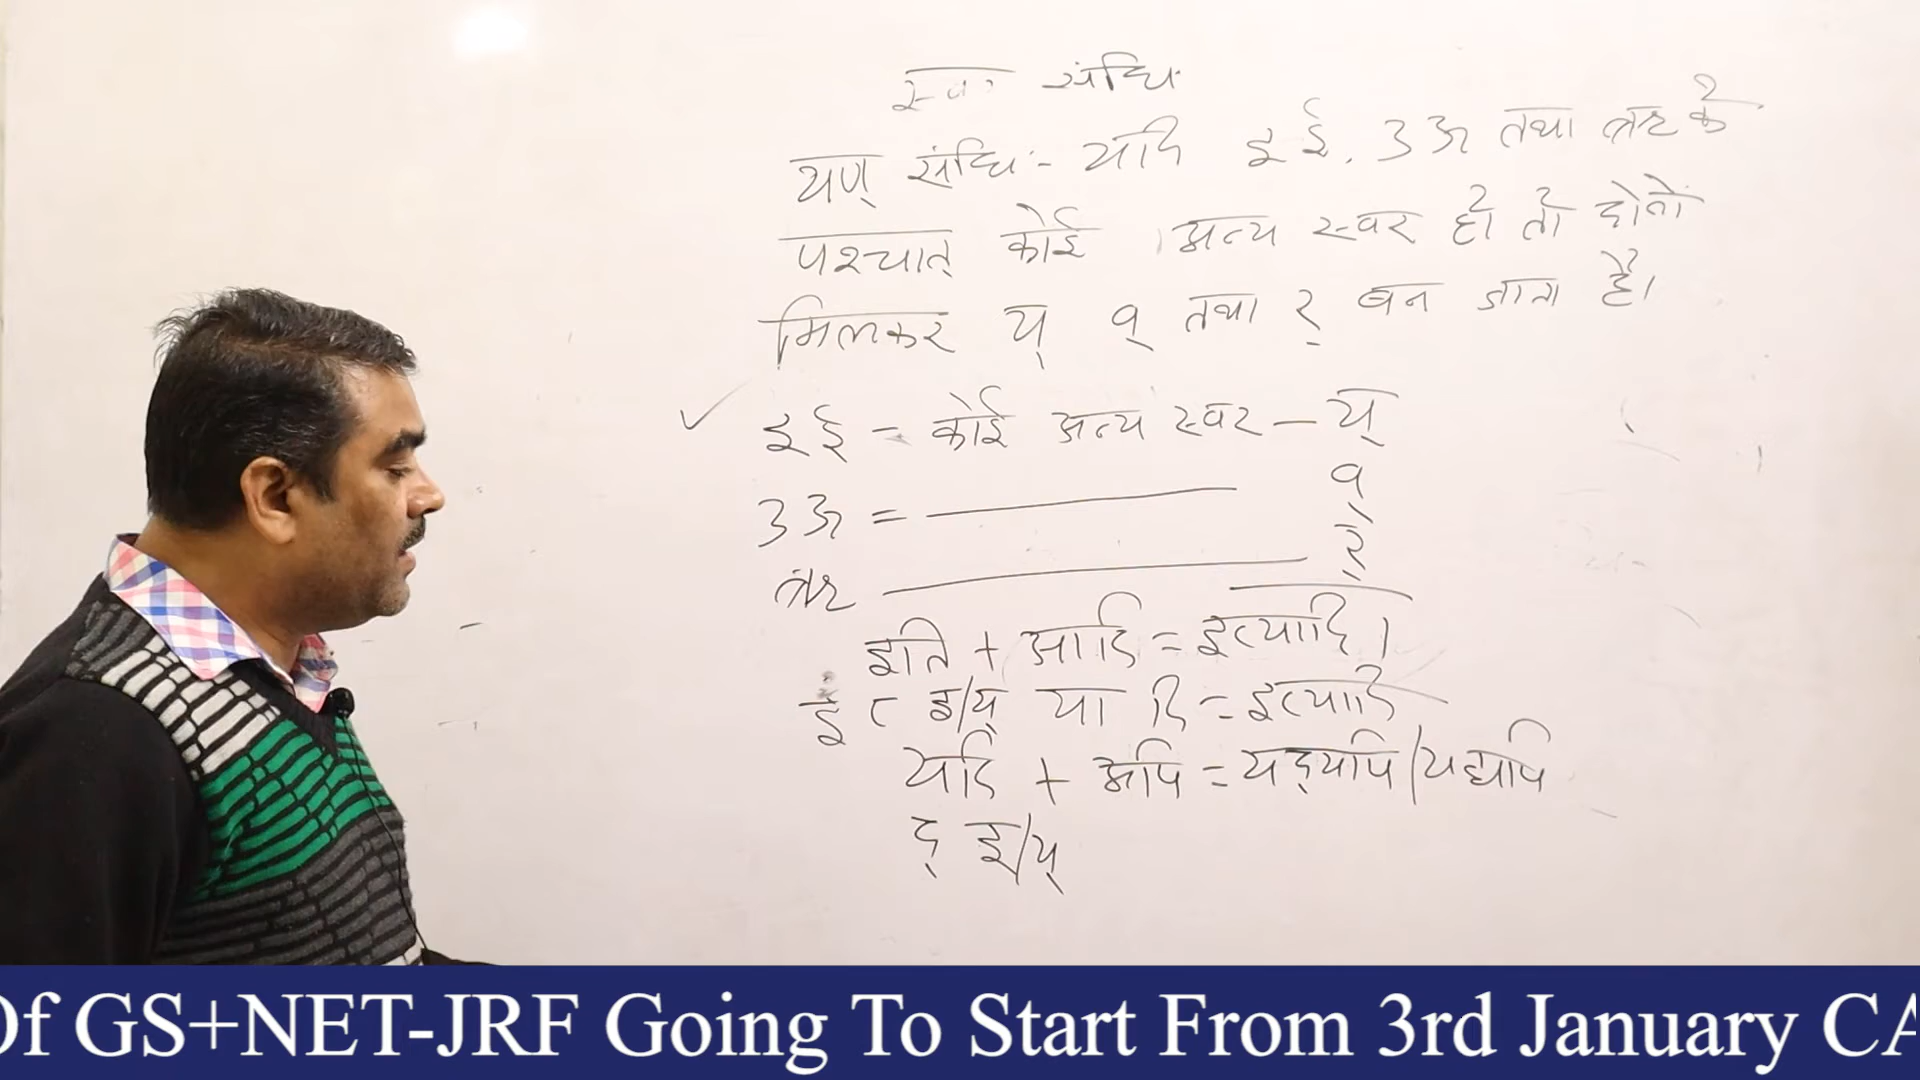 स्वर संधि
यण् संधि:- यदि इ ई, उ ऊ तथा ऋ के
पश्चात् कोई अन्य स्वर हो तो दोनो
मिलकर य् व् तथा र् बन जाता है।
✓ इ ई = कोई अन्य स्वर – य्
उ ऊ = ——— व्
ऋ ——— र्
इति + आदि = इत्यादि।
ई त इ/य् या दि = इत्यादि
यदि + अपि = यद्यपि/यद्यपि
द् इ/य्
Of GS+NET-JRF Going To Start From 3rd January CA